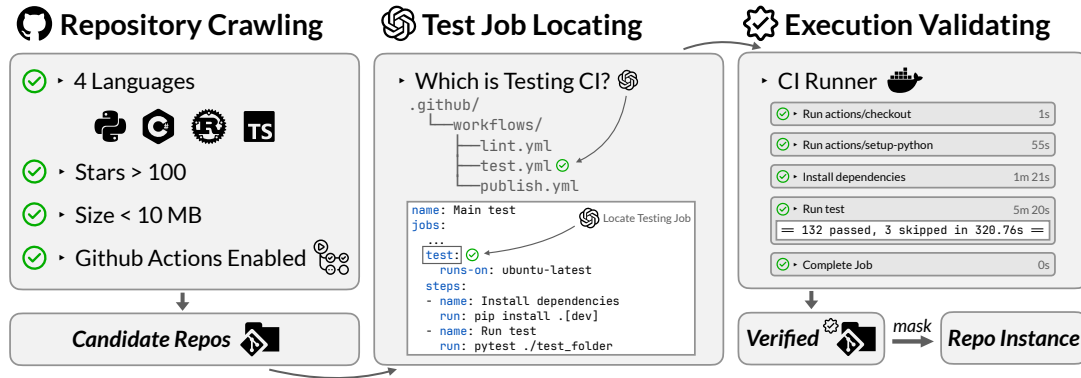 Repository Crawling
‣ 4 Languages
TS
‣ Stars > 100
‣ Size < 10 MB
‣ Github Actions Enabled
Candidate Repos
Test Job Locating
‣ Which is Testing CI?
.github/
└──workflows/
├──lint.yml
├──test.yml
└──publish.yml
name: Main test
jobs:
Locate Testing Job
...
test:
runs-on: ubuntu-latest
steps:
- name: Install dependencies
run: pip install .[dev]
- name: Run test
run: pytest ./test_folder
Execution Validating
‣ CI Runner
‣ Run actions/checkout 1s
‣ Run actions/setup-python 55s
‣ Install dependencies 1m 21s
‣ Run test 5m 20s
== 132 passed, 3 skipped in 320.76s ==
‣ Complete Job 0s
Verified
mask
Repo Instance